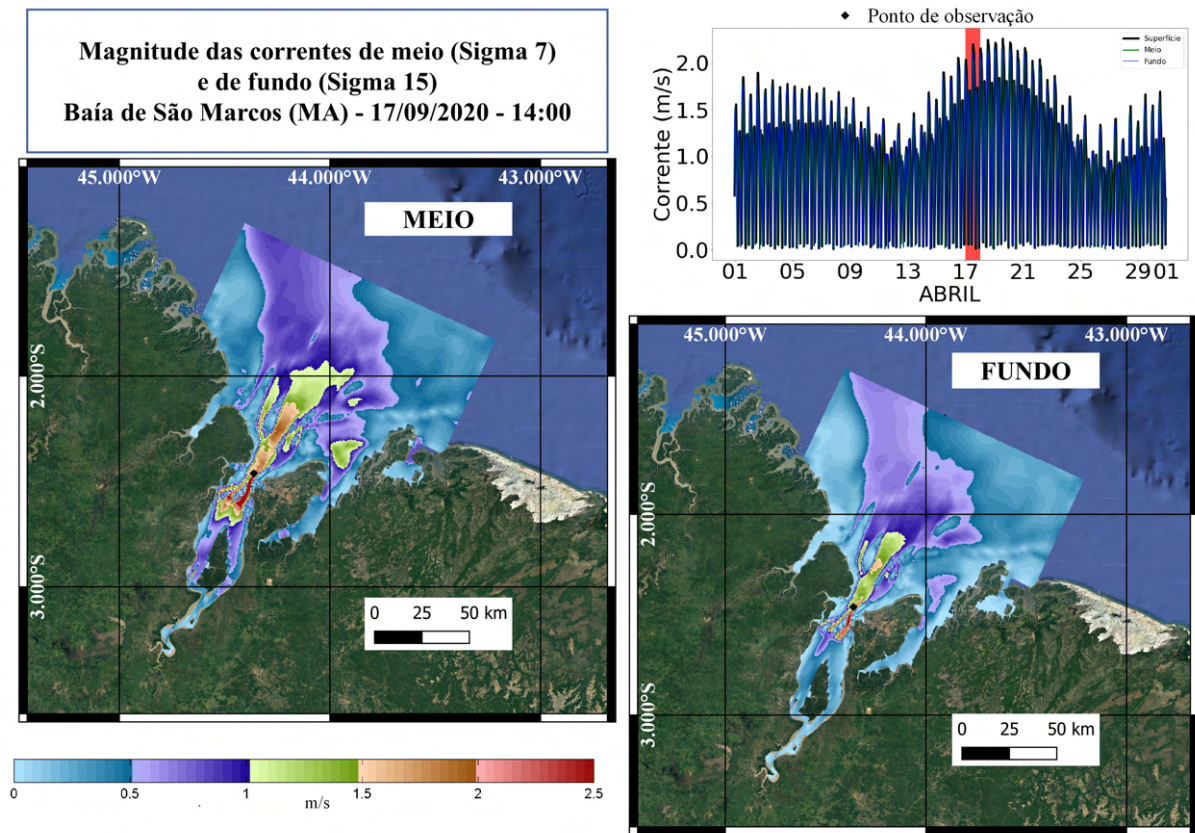 Magnitude das correntes de meio (Sigma 7)
e de fundo (Sigma 15)
Baía de São Marcos (MA) - 17/09/2020 - 14:00
Ponto de observação
Superfície
Meio
Fundo
Corrente (m/s)
2.0
1.5
1.0
0.5
0.0
01 05 09 13 17 21 25 29 01
ABRIL
45.000°W 44.000°W 43.000°W
MEIO
2.000°S
3.000°S
0 25 50 km
0 0.5 1 1.5 2 2.5
m/s
45.000°W 44.000°W 43.000°W
FUNDO
2.000°S
3.000°S
0 25 50 km